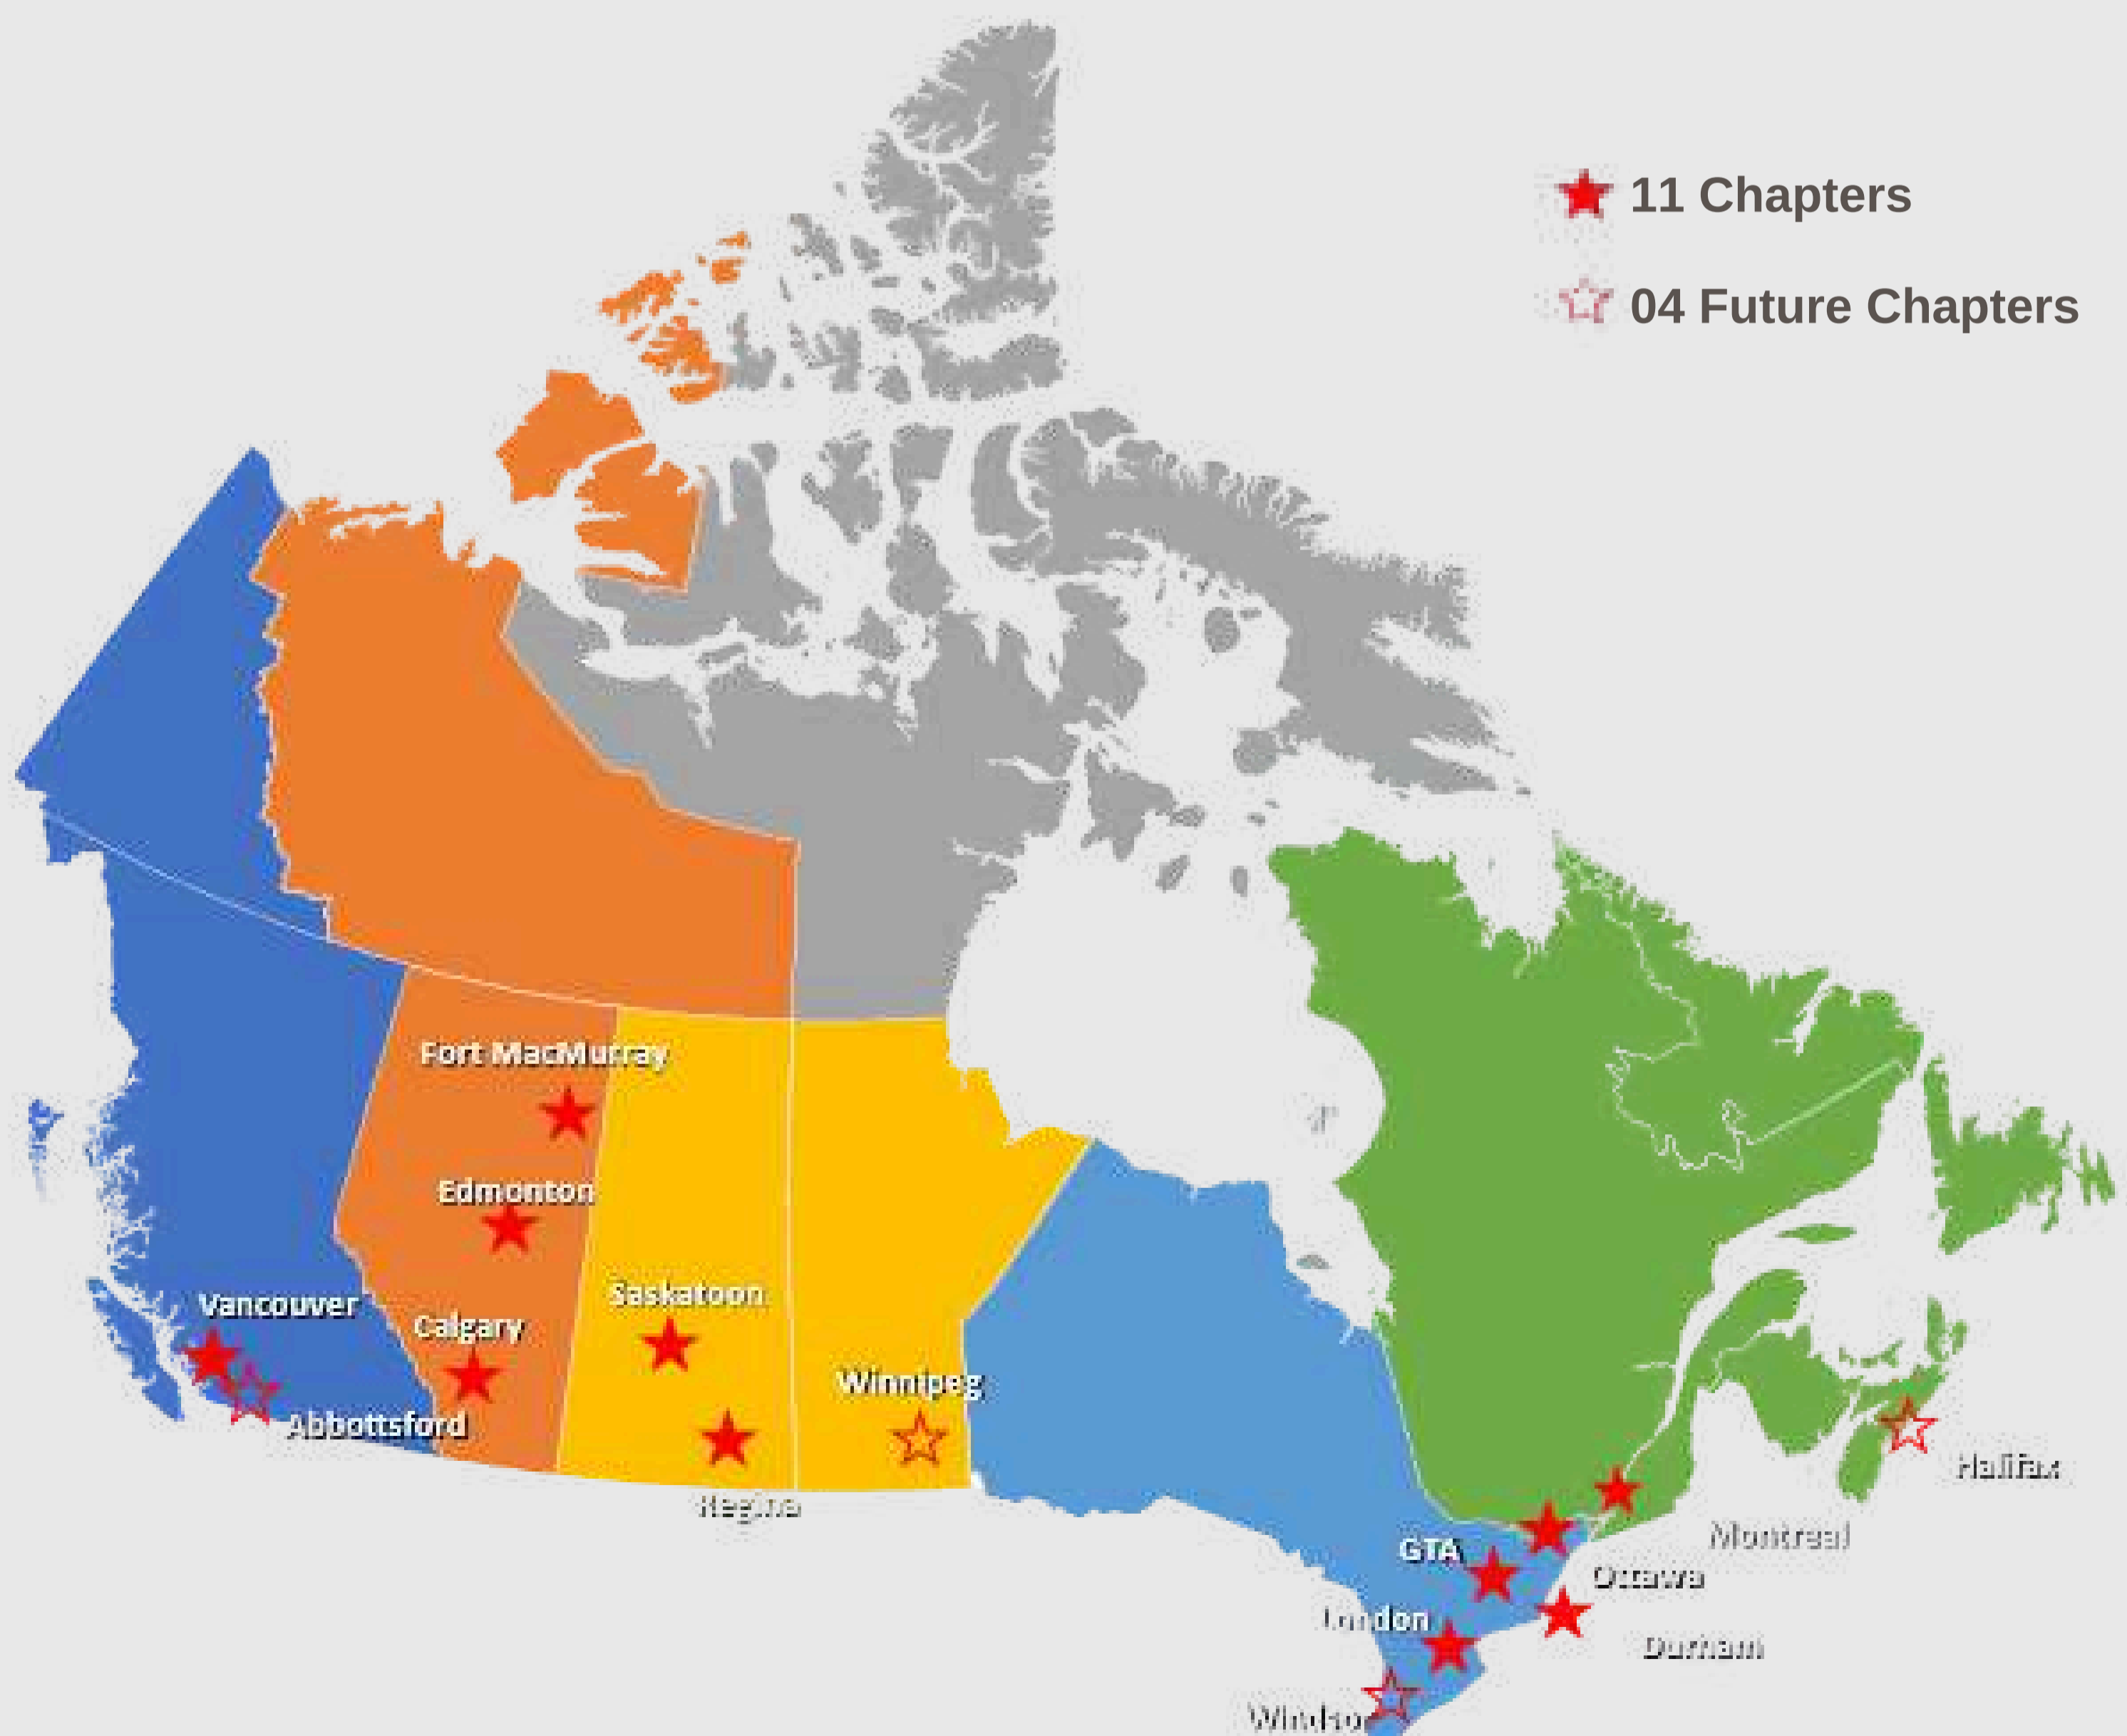 11 Chapters
04 Future Chapters
Fort MacMurray
Edmonton
Saskatoon
Vancouver
Calgary
Winnipeg
Abbottsford
Halifax
Regina
Montreal
GTA
Ottawa
London
Durham
Windsor